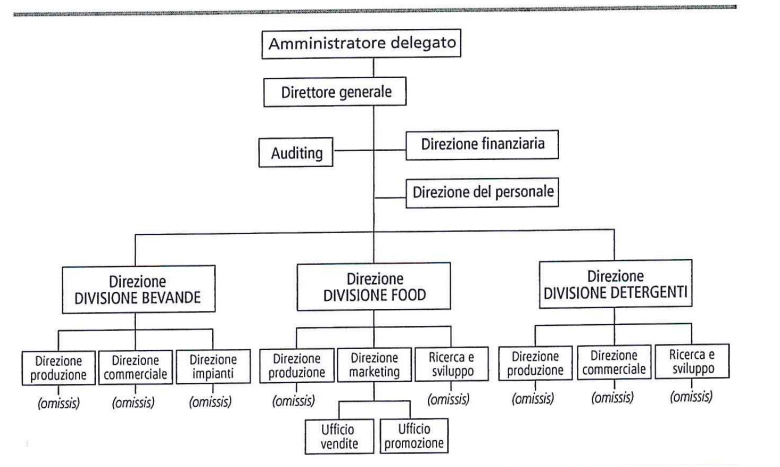 Amministratore delegato
Direttore generale
Auditing
Direzione finanziaria
Direzione del personale
Direzione
DIVISIONE BEVANDE
Direzione
DIVISIONE FOOD
Direzione
DIVISIONE DETERGENTI
Direzione
produzione
Direzione
commerciale
Direzione
impianti
Direzione
produzione
Direzione
marketing
Ricerca e
sviluppo
Direzione
produzione
Direzione
commerciale
Ricerca e
sviluppo
(omissis)
(omissis)
(omissis)
(omissis)
(omissis)
(omissis)
(omissis)
(omissis)
Ufficio
vendite
Ufficio
promozione